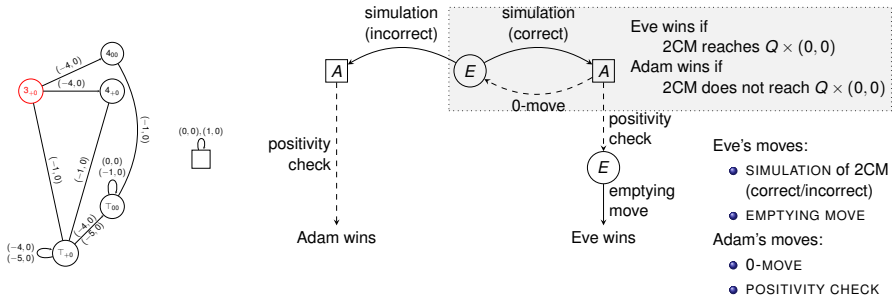 4₀₀
(−4, 0)
(−4, 0)
3₊₀
4₊₀
(−1, 0)
(−1, 0)
(−1, 0)
(0, 0)
(−1, 0)
⊤₀₀
(−4, 0)
(−5, 0)
(−4, 0)
(−5, 0)
⊤₊₀
(0, 0), (1, 0)
simulation
(incorrect)
simulation
(correct)
A
E
A
0-move
Eve wins if
2CM reaches Q × (0, 0)
Adam wins if
2CM does not reach Q × (0, 0)
positivity
check
positivity
check
E
emptying
move
Adam wins
Eve wins
Eve's moves:
SIMULATION of 2CM
(correct/incorrect)
EMPTYING MOVE
Adam's moves:
0-MOVE
POSITIVITY CHECK